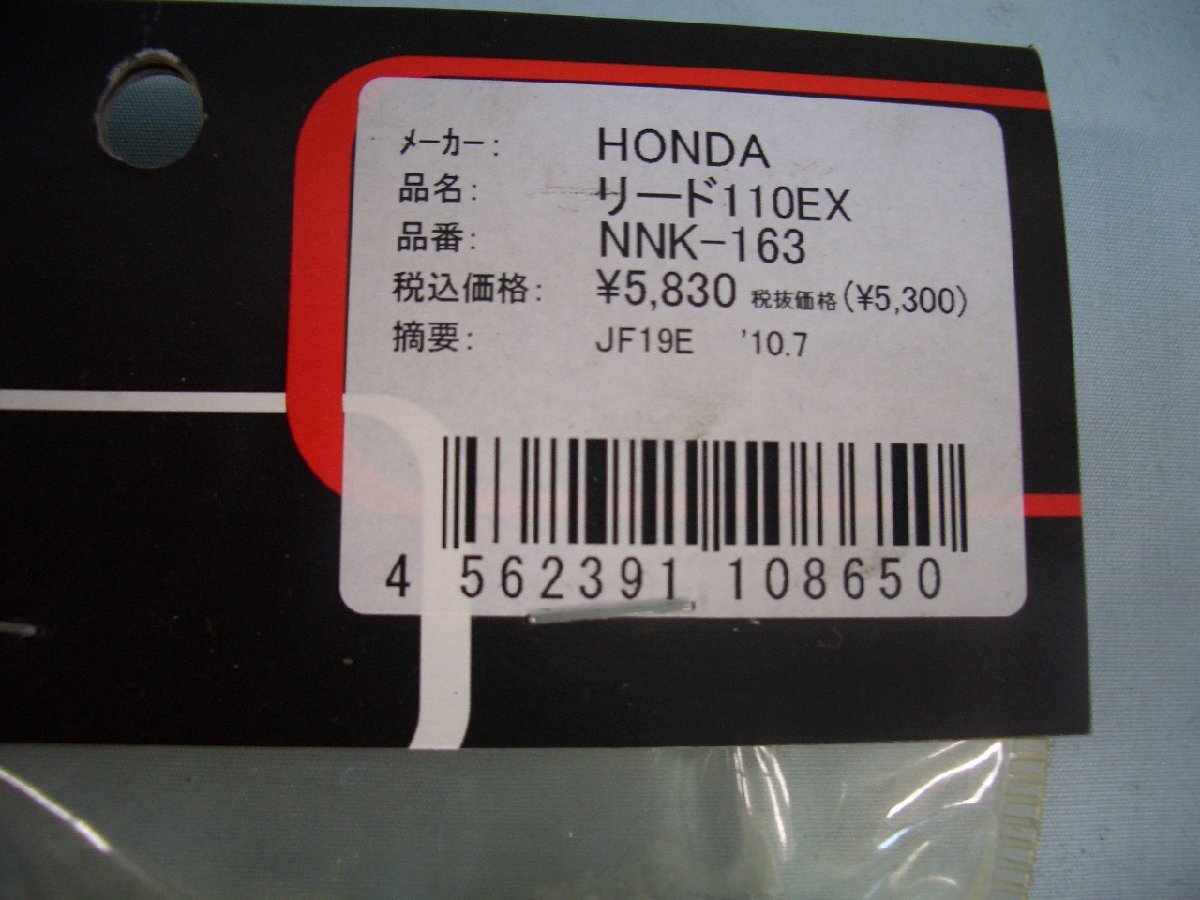 メーカー: HONDA
品名: リード110EX
品番: NNK-163
税込価格: ¥5,830 税抜価格 (¥5,300)
摘要: JF19E '10.7
4 562391 108650